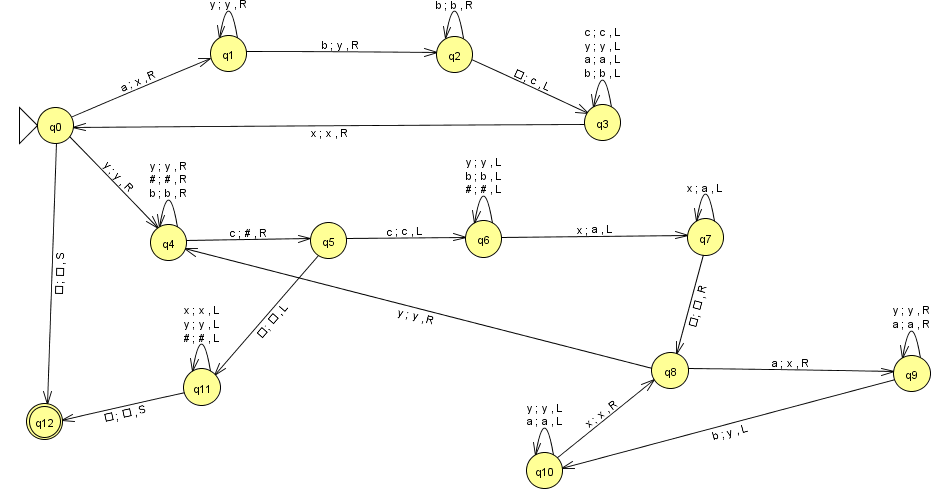 y ; y , R
b ; b , R
q1
b ; y , R
q2
c ; c , L
y ; y , L
a ; a , L
b ; b , L
a ; x , R
□ ; c , L
q0
x ; x , R
q3
y ; y , R
y ; y , R
# ; # , R
b ; b , R
y ; y , L
b ; b , L
# ; # , L
x ; a , L
q4
c ; # , R
q5
c ; c , L
q6
x ; a , L
q7
□ ; □ , S
□ ; □ , L
y ; y , R
□ ; □ , R
x ; x , L
y ; y , L
# ; # , L
y ; y , R
a ; a , R
q11
q8
a ; x , R
q9
q12
□ ; □ , S
y ; y , L
a ; a , L
x ; x , R
b ; y , L
q10